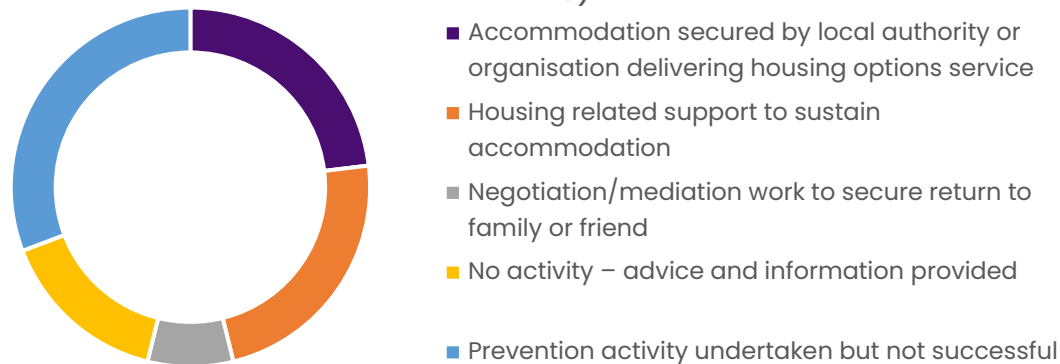 Accommodation secured by local authority or
organisation delivering housing options service
Housing related support to sustain
accommodation
Negotiation/mediation work to secure return to
family or friend
No activity – advice and information provided
Prevention activity undertaken but not successful